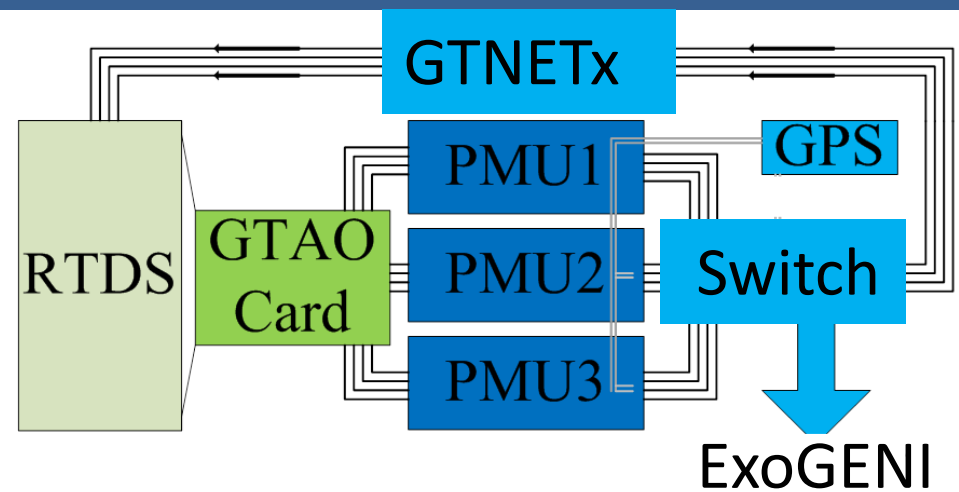 GTNETx
PMU1
GPS
RTDS
GTAO
Card
PMU2
Switch
PMU3
ExoGENI